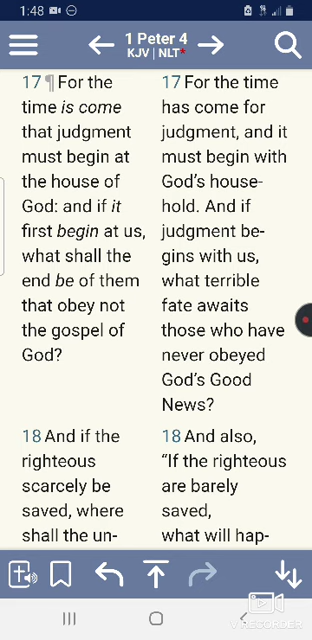 1:48
1 Peter 4
KJV | NLT*
17 ¶ For the
time is come
that judgment
must begin at
the house of
God: and if it
first begin at us,
what shall the
end be of them
that obey not
the gospel of
God?
18 And if the
righteous
scarcely be
saved, where
shall the un-
17 For the time
has come for
judgment, and it
must begin with
God's house-
hold. And if
judgment be-
gins with us,
what terrible
fate awaits
those who have
never obeyed
God's Good
News?
18 And also,
“If the righteous
are barely
saved,
what will hap-
V RECORDER